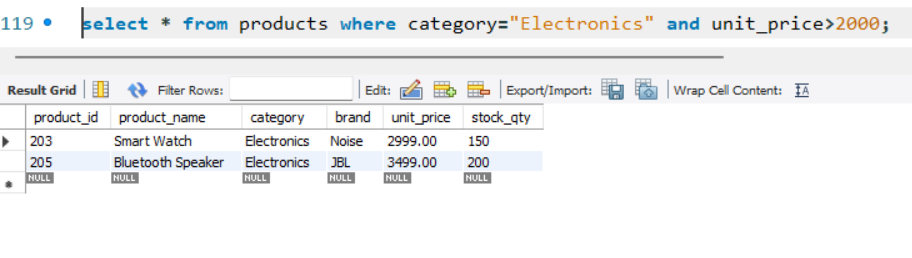 119 select * from products where category="Electronics" and unit_price>2000;
Result Grid Filter Rows: Edit: Export/Import: Wrap Cell Content: IA
product_id product_name category brand unit_price stock_qty
203 Smart Watch Electronics Noise 2999.00 150
205 Bluetooth Speaker Electronics JBL 3499.00 200
NULL NULL NULL NULL NULL NULL